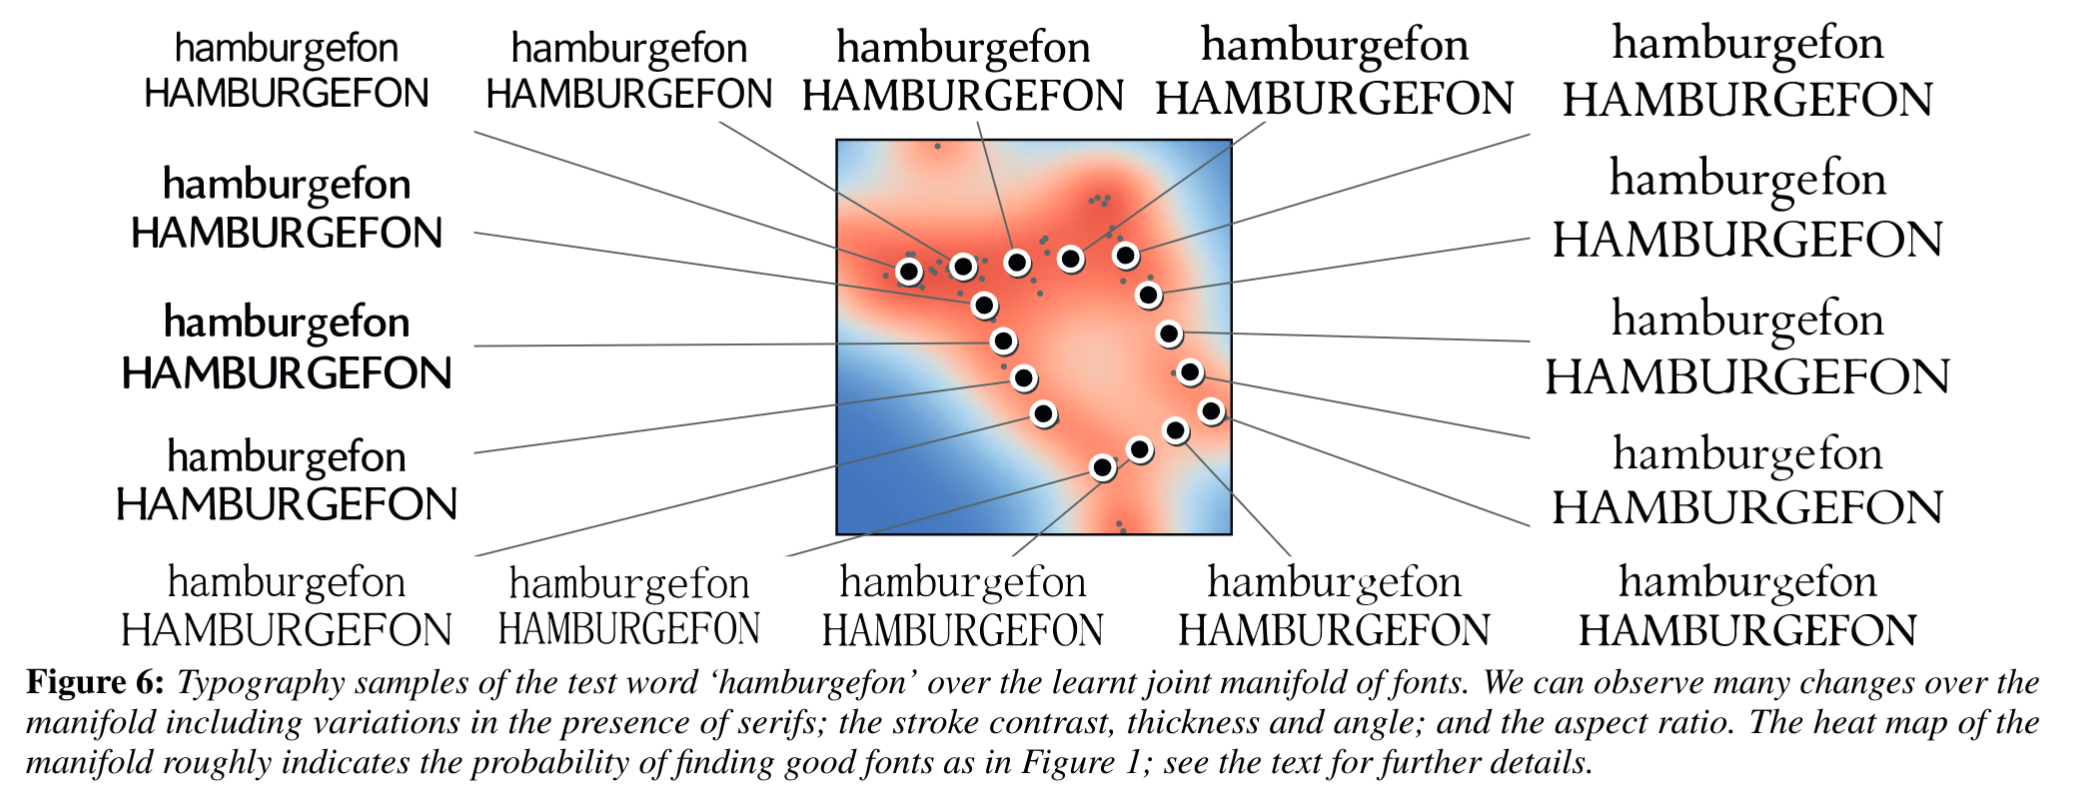 hamburgefon
HAMBURGEFON
hamburgefon
HAMBURGEFON
hamburgefon
HAMBURGEFON
hamburgefon
HAMBURGEFON
hamburgefon
HAMBURGEFON
hamburgefon
HAMBURGEFON
hamburgefon
HAMBURGEFON
hamburgefon
HAMBURGEFON
hamburgefon
HAMBURGEFON
hamburgefon
HAMBURGEFON
hamburgefon
HAMBURGEFON
hamburgefon
HAMBURGEFON
hamburgefon
HAMBURGEFON
hamburgefon
HAMBURGEFON
hamburgefon
HAMBURGEFON
hamburgefon
HAMBURGEFON
Figure 6: Typography samples of the test word ‘hamburgefon’ over the learnt joint manifold of fonts. We can observe many changes over the
manifold including variations in the presence of serifs; the stroke contrast, thickness and angle; and the aspect ratio. The heat map of the
manifold roughly indicates the probability of finding good fonts as in Figure 1; see the text for further details.